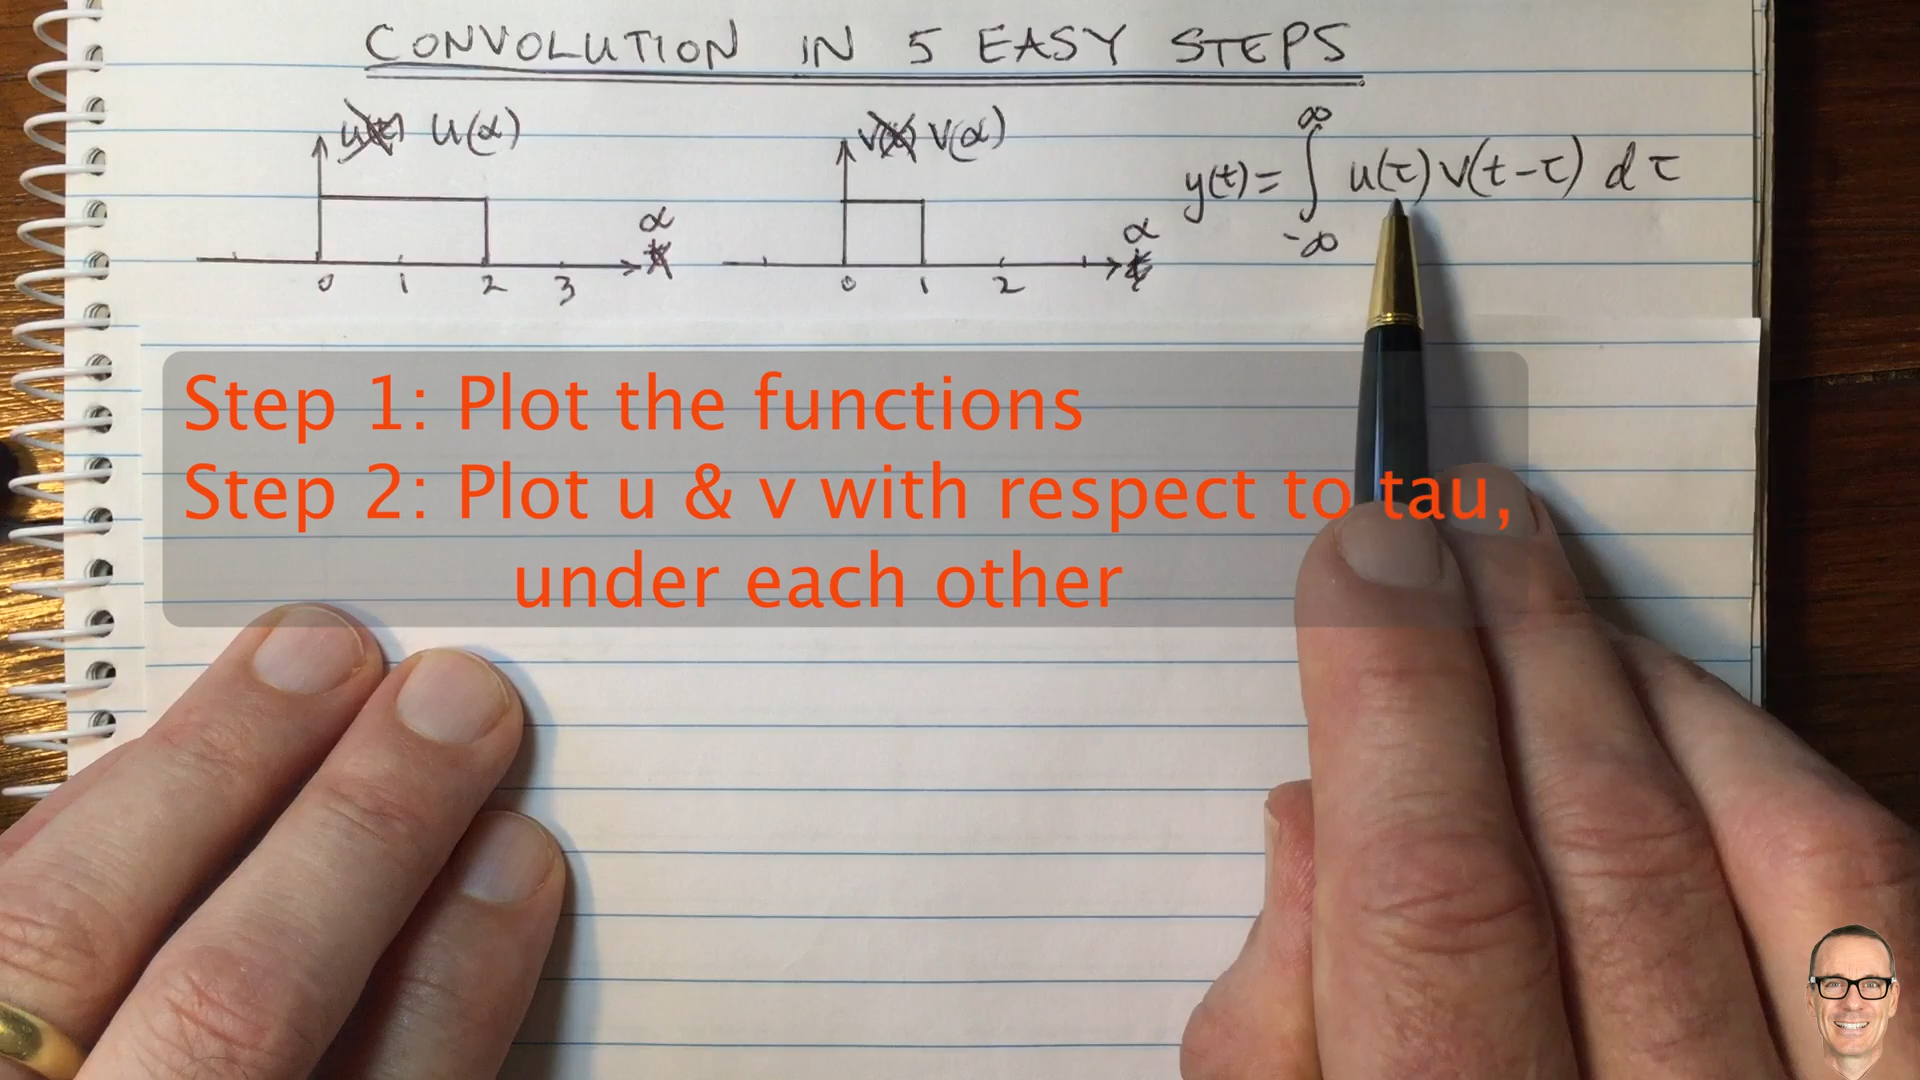 CONVOLUTION IN 5 EASY STEPS
u(α)
v(α)
y(t) = ∫ u(τ) v(t-τ) dτ
∞
-∞
α
α
0 1 2 3
0 1 2
Step 1: Plot the functions
Step 2: Plot u & v with respect to tau,
under each other